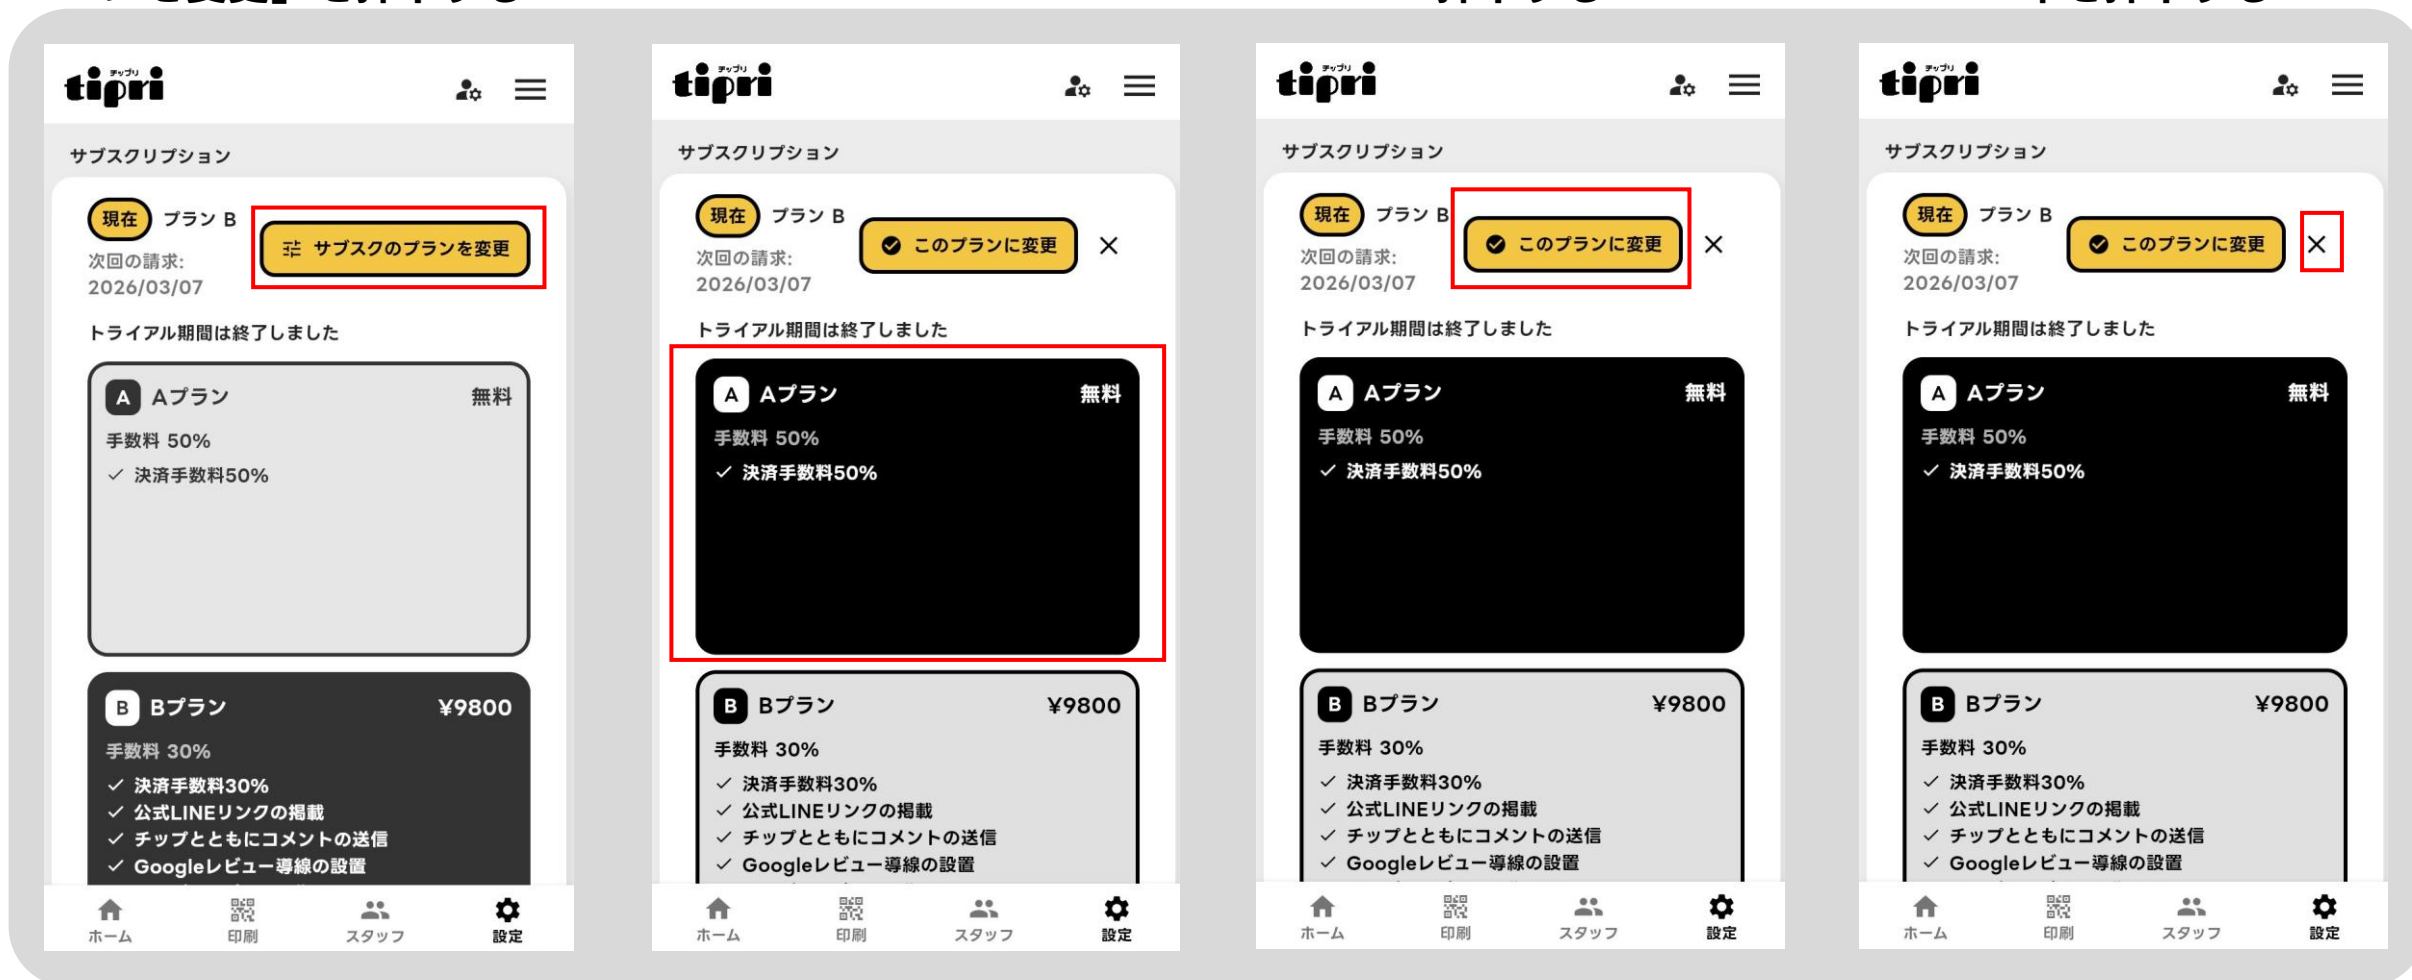 tipri
チップリ
サブスクリプション
現在 プラン B
サブスクのプランを変更
次回の請求:
2026/03/07
トライアル期間は終了しました
A Aプラン 無料
手数料 50%
✓ 決済手数料50%
B Bプラン ¥9800
手数料 30%
✓ 決済手数料30%
✓ 公式LINEリンクの掲載
✓ チップとともにコメントの送信
✓ Googleレビュー導線の設置
ホーム 印刷 スタッフ 設定
tipri
チップリ
サブスクリプション
現在 プラン B
このプランに変更 ×
次回の請求:
2026/03/07
トライアル期間は終了しました
A Aプラン 無料
手数料 50%
✓ 決済手数料50%
B Bプラン ¥9800
手数料 30%
✓ 決済手数料30%
✓ 公式LINEリンクの掲載
✓ チップとともにコメントの送信
✓ Googleレビュー導線の設置
ホーム 印刷 スタッフ 設定
tipri
チップリ
サブスクリプション
現在 プラン B
このプランに変更 ×
次回の請求:
2026/03/07
トライアル期間は終了しました
A Aプラン 無料
手数料 50%
✓ 決済手数料50%
B Bプラン ¥9800
手数料 30%
✓ 決済手数料30%
✓ 公式LINEリンクの掲載
✓ チップとともにコメントの送信
✓ Googleレビュー導線の設置
ホーム 印刷 スタッフ 設定
tipri
チップリ
サブスクリプション
現在 プラン B
このプランに変更 ×
次回の請求:
2026/03/07
トライアル期間は終了しました
A Aプラン 無料
手数料 50%
✓ 決済手数料50%
B Bプラン ¥9800
手数料 30%
✓ 決済手数料30%
✓ 公式LINEリンクの掲載
✓ チップとともにコメントの送信
✓ Googleレビュー導線の設置
ホーム 印刷 スタッフ 設定